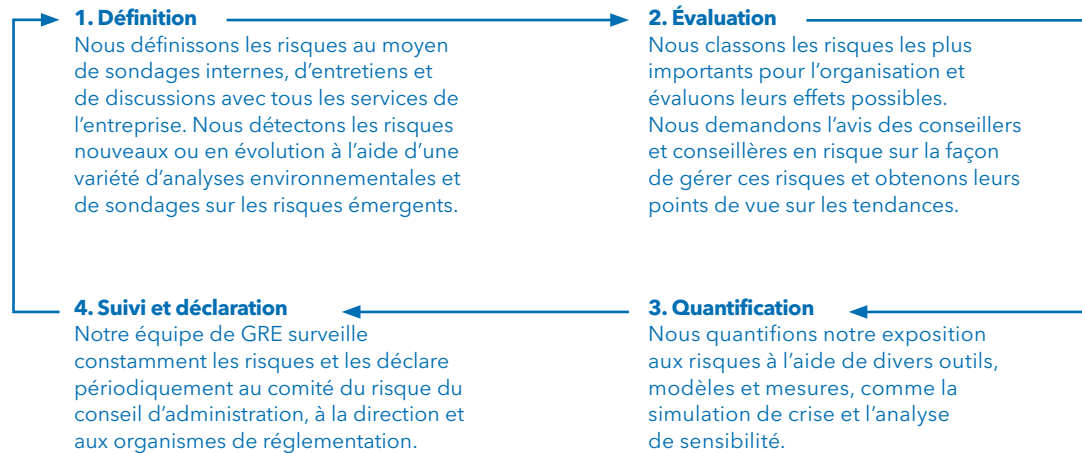 1. Définition
Nous définissons les risques au moyen
de sondages internes, d'entretiens et
de discussions avec tous les services de
l'entreprise. Nous détectons les risques
nouveaux ou en évolution à l'aide d'une
variété d'analyses environnementales et
de sondages sur les risques émergents.
2. Évaluation
Nous classons les risques les plus
importants pour l'organisation et
évaluons leurs effets possibles.
Nous demandons l'avis des conseillers
et conseillères en risque sur la façon
de gérer ces risques et obtenons leurs
points de vue sur les tendances.
3. Quantification
Nous quantifions notre exposition
aux risques à l'aide de divers outils,
modèles et mesures, comme la
simulation de crise et l'analyse
de sensibilité.
4. Suivi et déclaration
Notre équipe de GRE surveille
constamment les risques et les déclare
périodiquement au comité du risque du
conseil d'administration, à la direction et
aux organismes de réglementation.